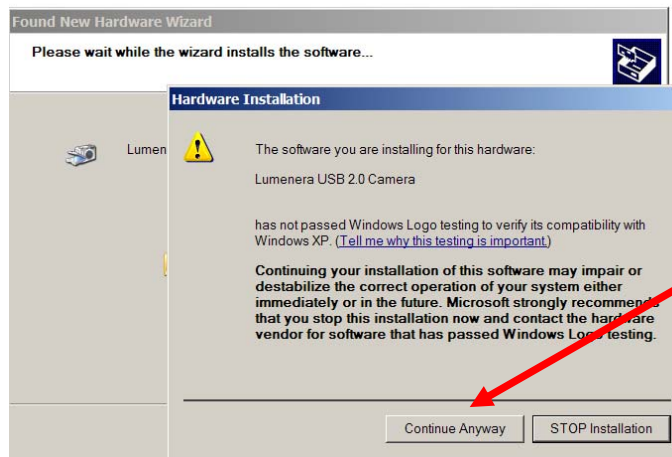 Found New Hardware Wizard
Please wait while the wizard installs the software...
Hardware Installation
Lumen
The software you are installing for this hardware:
Lumenera USB 2.0 Camera
has not passed Windows Logo testing to verify its compatibility with
Windows XP. (Tell me why this testing is important.)
Continuing your installation of this software may impair or
destabilize the correct operation of your system either
immediately or in the future. Microsoft strongly recommends
that you stop this installation now and contact the hardware
vendor for software that has passed Windows Logo testing.
Continue Anyway
STOP Installation